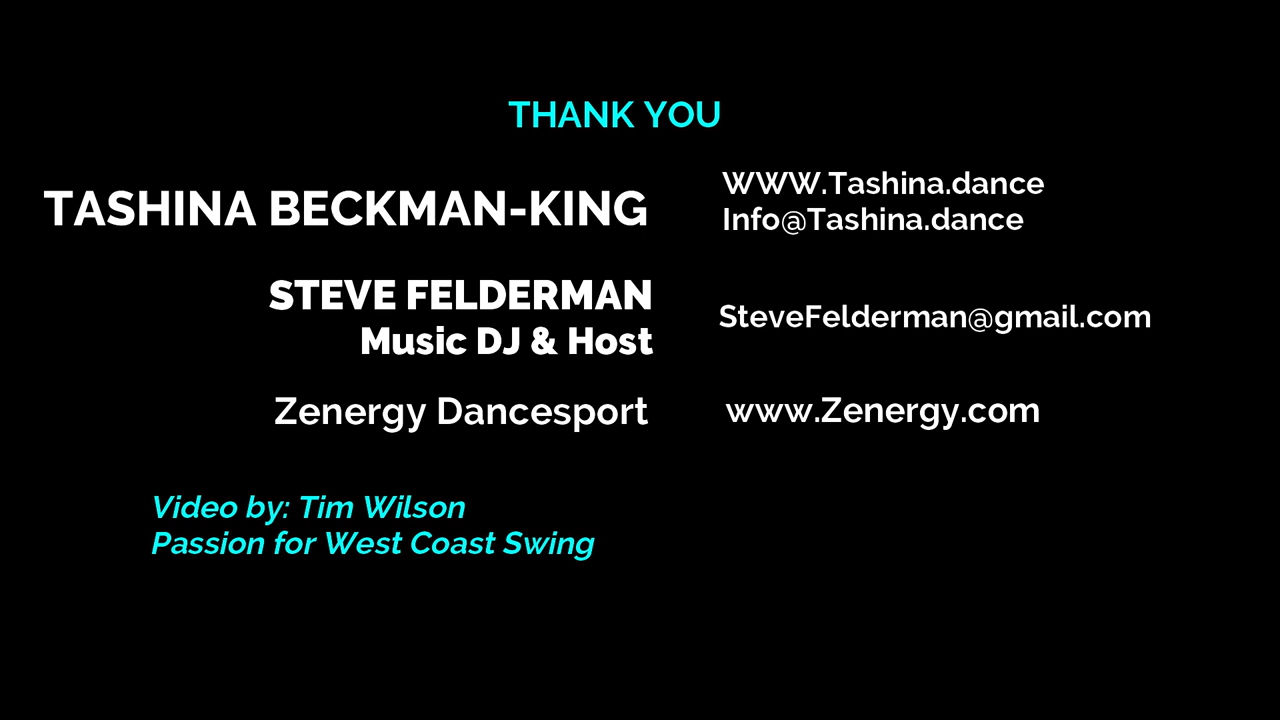 THANK YOU
TASHINA BECKMAN-KING
WWW.Tashina.dance
Info@Tashina.dance
STEVE FELDERMAN
Music DJ & Host
SteveFelderman@gmail.com
Zenergy Dancesport
www.Zenergy.com
Video by: Tim Wilson
Passion for West Coast Swing